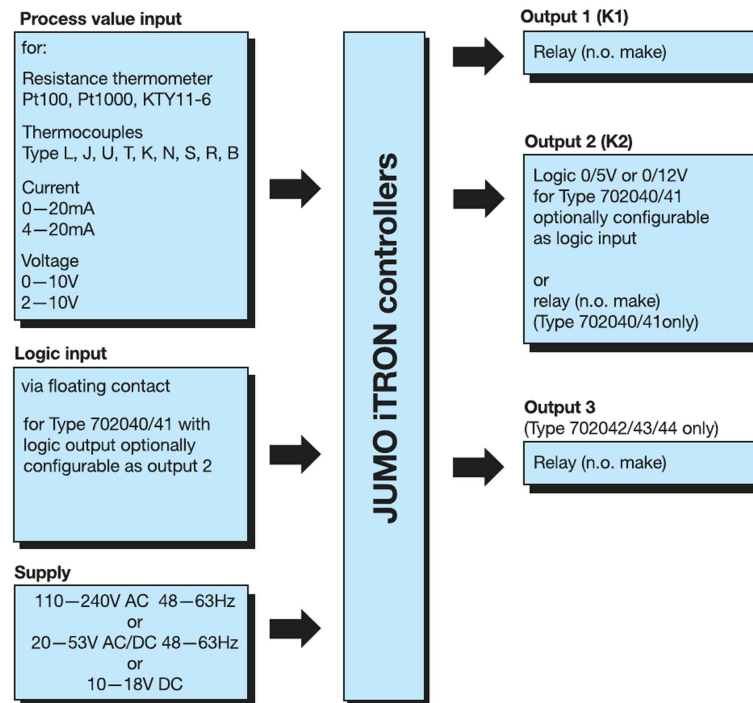 Process value input
for:
Resistance thermometer
Pt100, Pt1000, KTY11-6
Thermocouples
Type L, J, U, T, K, N, S, R, B
Current
0—20mA
4—20mA
Voltage
0—10V
2—10V
Logic input
via floating contact
for Type 702040/41 with
logic output optionally
configurable as output 2
Supply
110—240V AC 48—63Hz
or
20—53V AC/DC 48—63Hz
or
10—18V DC
JUMO iTRON controllers
Output 1 (K1)
Relay (n.o. make)
Output 2 (K2)
Logic 0/5V or 0/12V
for Type 702040/41
optionally configurable
as logic input
or
relay (n.o. make)
(Type 702040/41only)
Output 3
(Type 702042/43/44 only)
Relay (n.o. make)